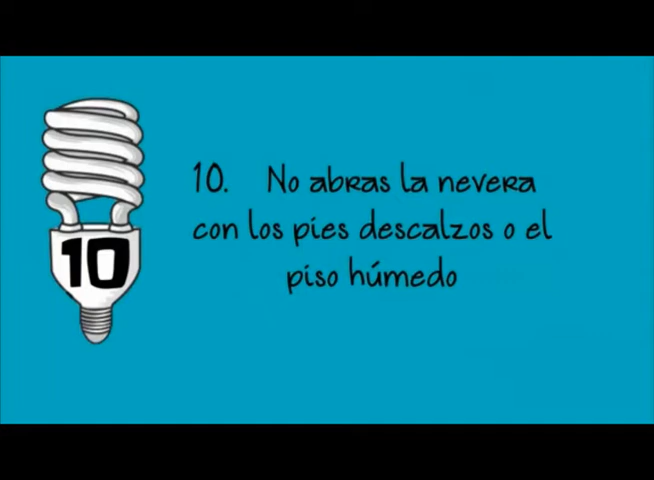 10
10. No abras la nevera
con los pies descalzos o el
piso húmedo